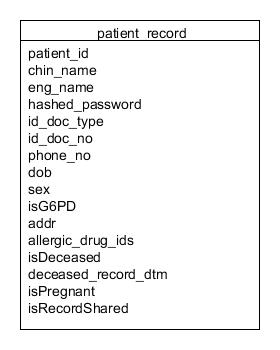 patient_record
patient_id
chin_name
eng_name
hashed_password
id_doc_type
id_doc_no
phone_no
dob
sex
isG6PD
addr
allergic_drug_ids
isDeceased
deceased_record_dtm
isPregnant
isRecordShared